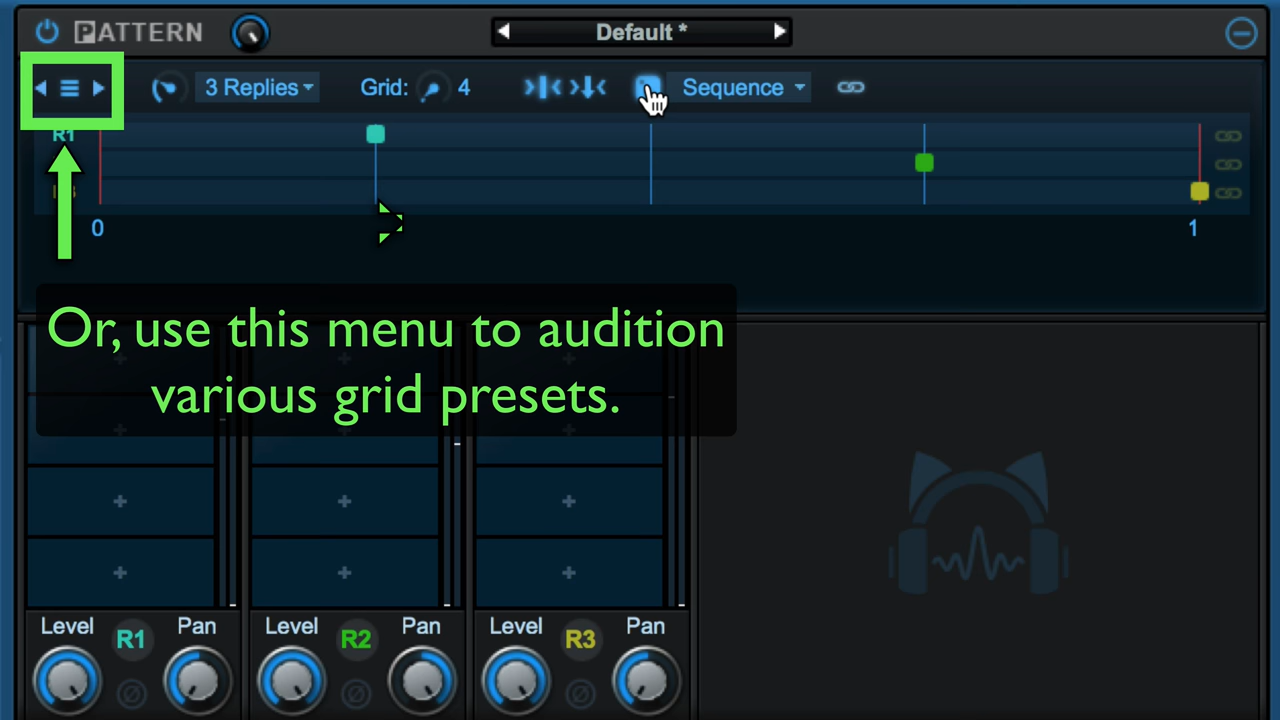 PATTERN
Default *
3 Replies
Grid: 4
Sequence
R1
0
1
Or, use this menu to audition
various grid presets.
Level R1 Pan
Level R2 Pan
Level R3 Pan